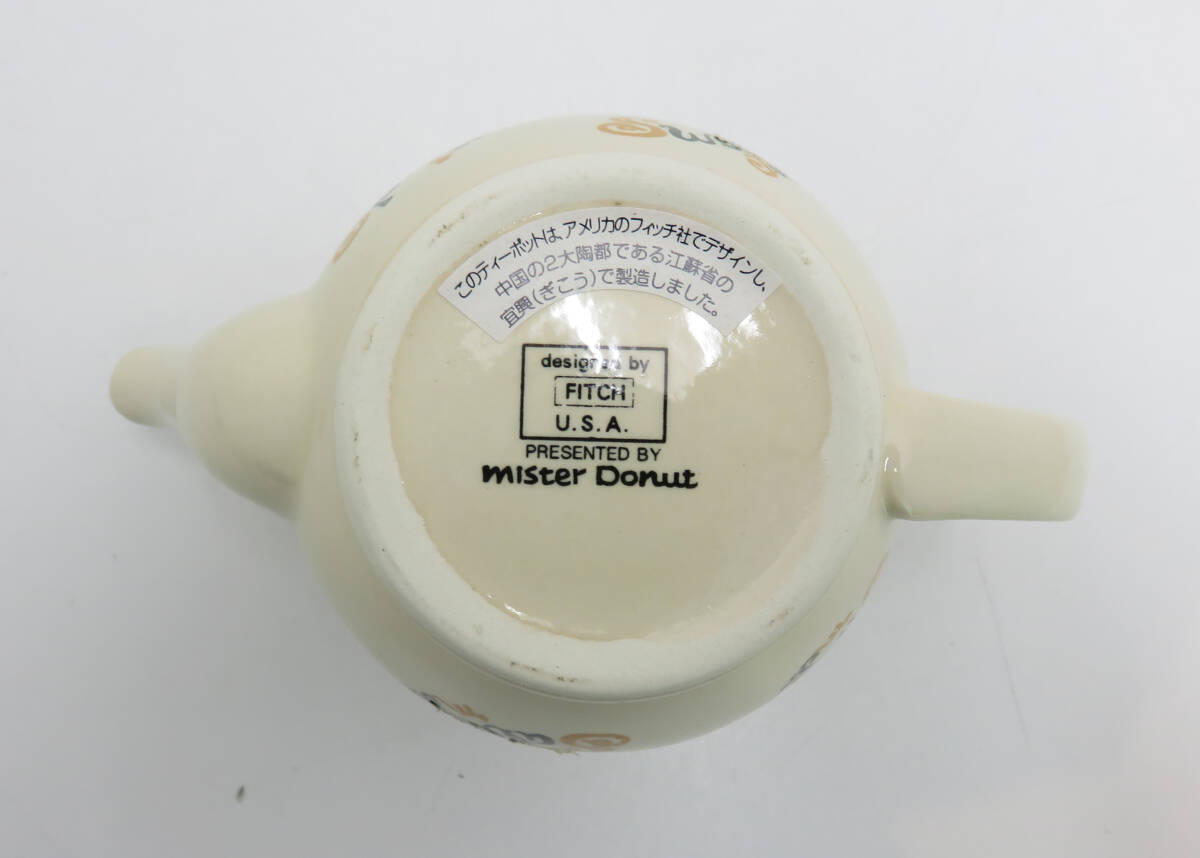 このティーポットは、アメリカのフィッチ社でデザインし、
中国の2大陶都である江蘇省の
宜興(ぎこう)で製造しました。
designed by
FITCH
U.S.A.
PRESENTED BY
mister Donut